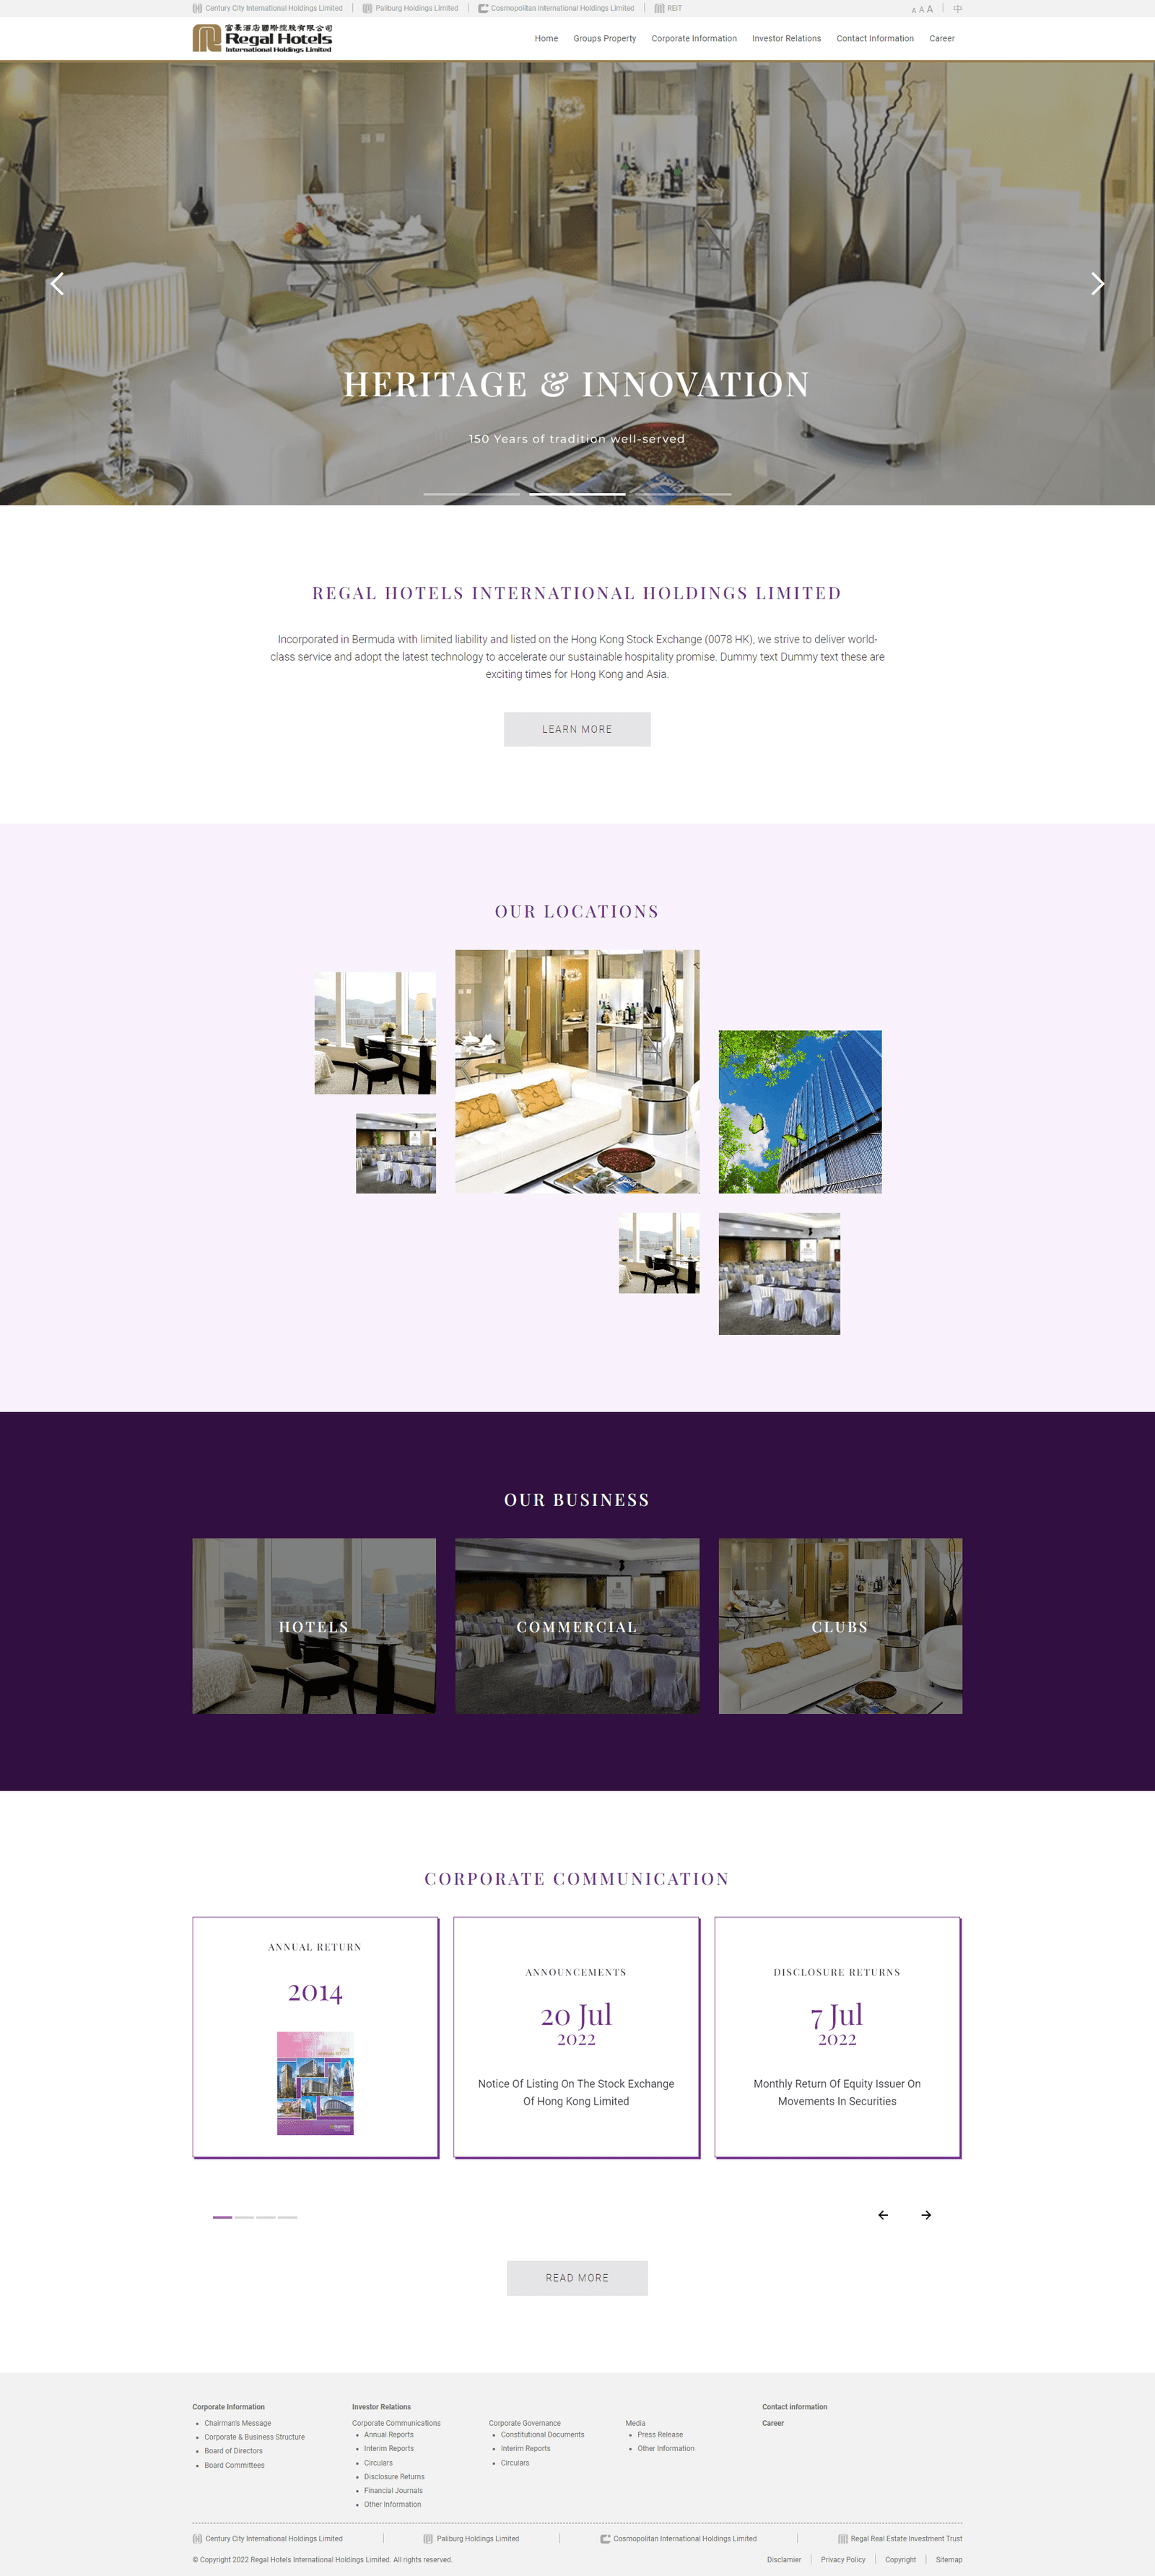 Century City International Holdings Limited
Paliburg Holdings Limited
Cosmopolitan International Holdings Limited
REIT
A A A
中
富豪酒店國際控股有限公司
Regal Hotels
International Holdings Limited
Home
Groups Property
Corporate Information
Investor Relations
Contact Information
Career
HERITAGE & INNOVATION
150 Years of tradition well-served
REGAL HOTELS INTERNATIONAL HOLDINGS LIMITED
Incorporated in Bermuda with limited liability and listed on the Hong Kong Stock Exchange (0078 HK), we strive to deliver world-
class service and adopt the latest technology to accelerate our sustainable hospitality promise. Dummy text Dummy text these are
exciting times for Hong Kong and Asia.
LEARN MORE
OUR LOCATIONS
OUR BUSINESS
HOTELS
COMMERCIAL
CLUBS
CORPORATE COMMUNICATION
ANNUAL RETURN
2014
ANNOUNCEMENTS
20 Jul
2022
Notice Of Listing On The Stock Exchange
Of Hong Kong Limited
DISCLOSURE RETURNS
7 Jul
2022
Monthly Return Of Equity Issuer On
Movements In Securities
READ MORE
Corporate Information
Chairman's Message
Corporate & Business Structure
Board of Directors
Board Committees
Investor Relations
Corporate Communications
Annual Reports
Interim Reports
Circulars
Disclosure Returns
Financial Journals
Other Information
Corporate Governance
Constitutional Documents
Interim Reports
Circulars
Media
Press Release
Other Information
Contact information
Career
Century City International Holdings Limited
Paliburg Holdings Limited
Cosmopolitan International Holdings Limited
Regal Real Estate Investment Trust
© Copyright 2022 Regal Hotels International Holdings Limited. All rights reserved.
Disclamier
Privacy Policy
Copyright
Sitemap